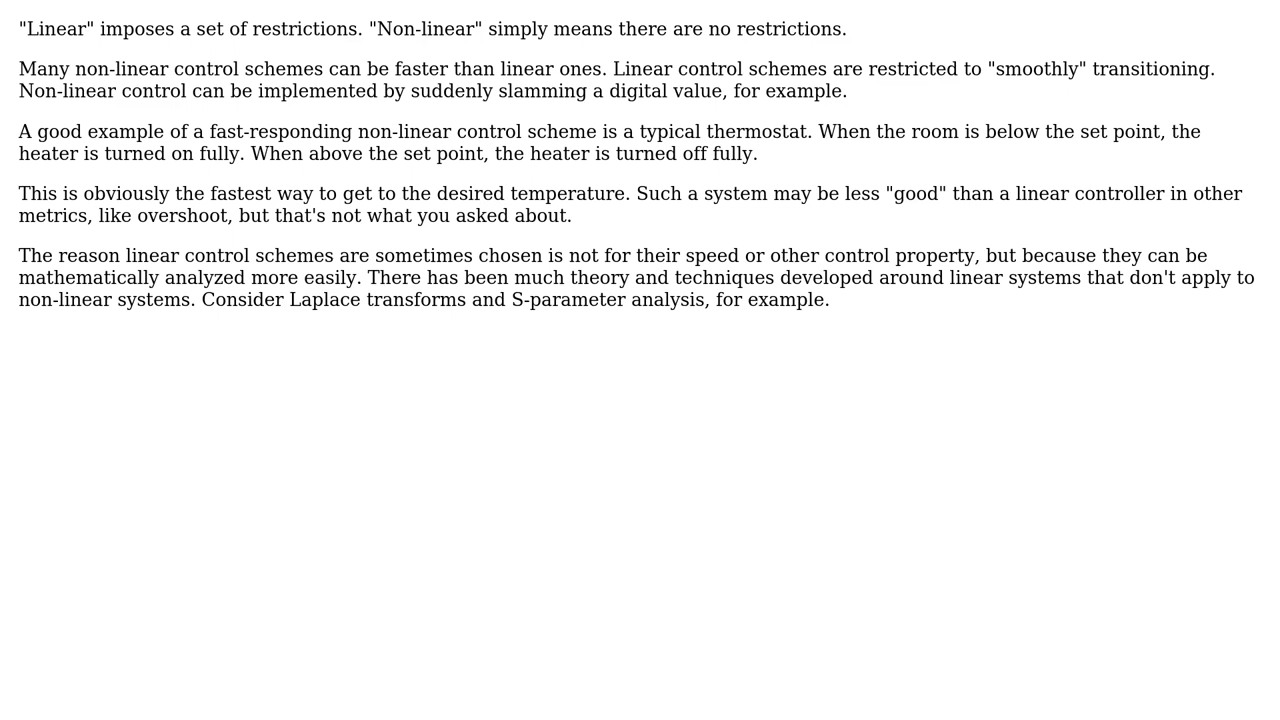 "Linear" imposes a set of restrictions. "Non-linear" simply means there are no restrictions.
Many non-linear control schemes can be faster than linear ones. Linear control schemes are restricted to "smoothly" transitioning.
Non-linear control can be implemented by suddenly slamming a digital value, for example.
A good example of a fast-responding non-linear control scheme is a typical thermostat. When the room is below the set point, the
heater is turned on fully. When above the set point, the heater is turned off fully.
This is obviously the fastest way to get to the desired temperature. Such a system may be less "good" than a linear controller in other
metrics, like overshoot, but that's not what you asked about.
The reason linear control schemes are sometimes chosen is not for their speed or other control property, but because they can be
mathematically analyzed more easily. There has been much theory and techniques developed around linear systems that don't apply to
non-linear systems. Consider Laplace transforms and S-parameter analysis, for example.